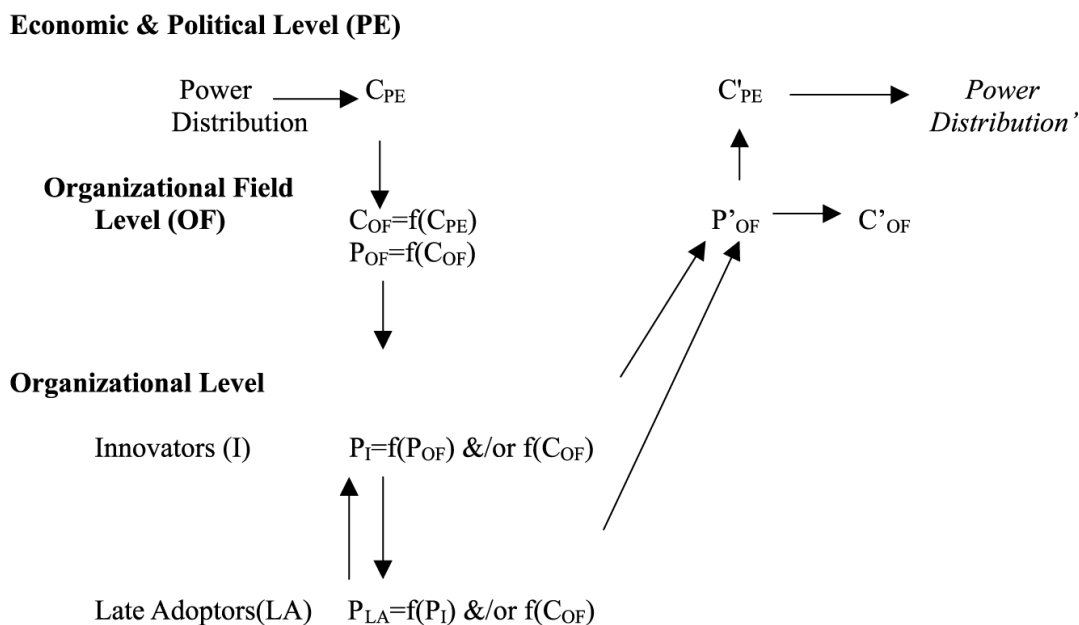 Economic & Political Level (PE)
Power Distribution
C_PE
C'_PE
Power Distribution’
Organizational Field
Level (OF)
C_OF=f(C_PE)
P_OF=f(C_OF)
P’_OF
C’_OF
Organizational Level
Innovators (I)
P_I=f(P_OF) &/or f(C_OF)
Late Adoptors(LA)
P_LA=f(P_I) &/or f(C_OF)